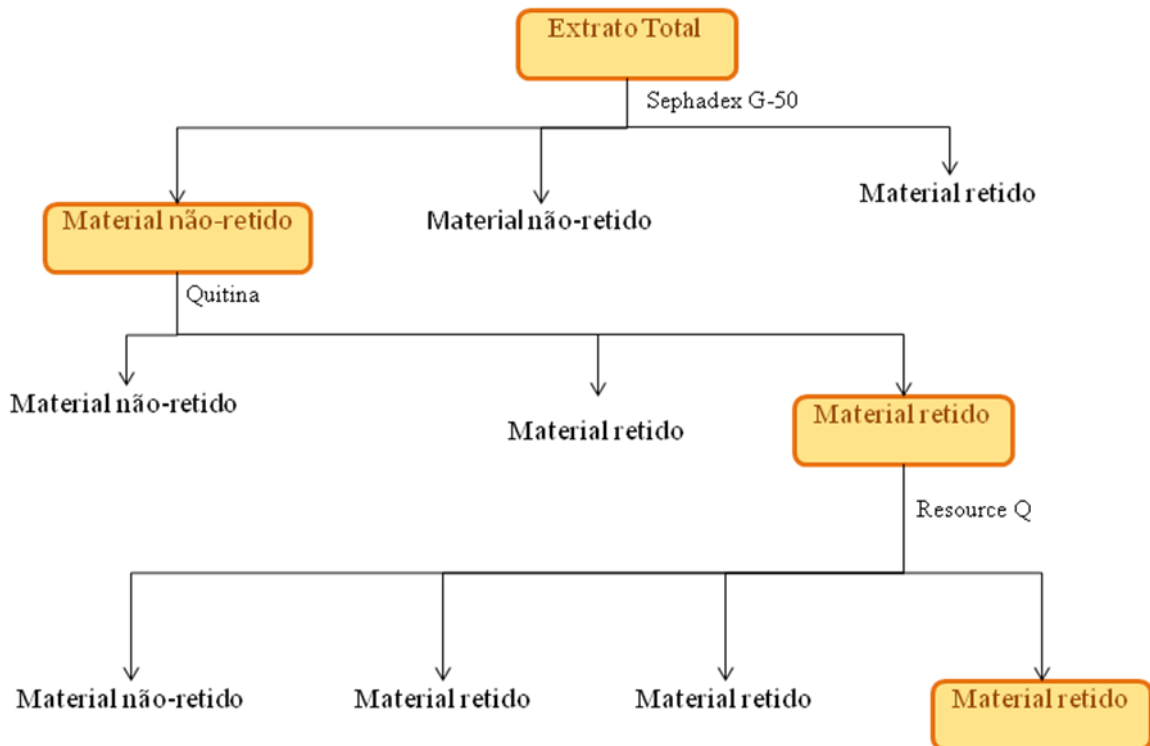 Extrato Total
Sephadex G-50
Material não-retido
Material não-retido
Material retido
Quitina
Material não-retido
Material retido
Material retido
Resource Q
Material não-retido
Material retido
Material retido
Material retido